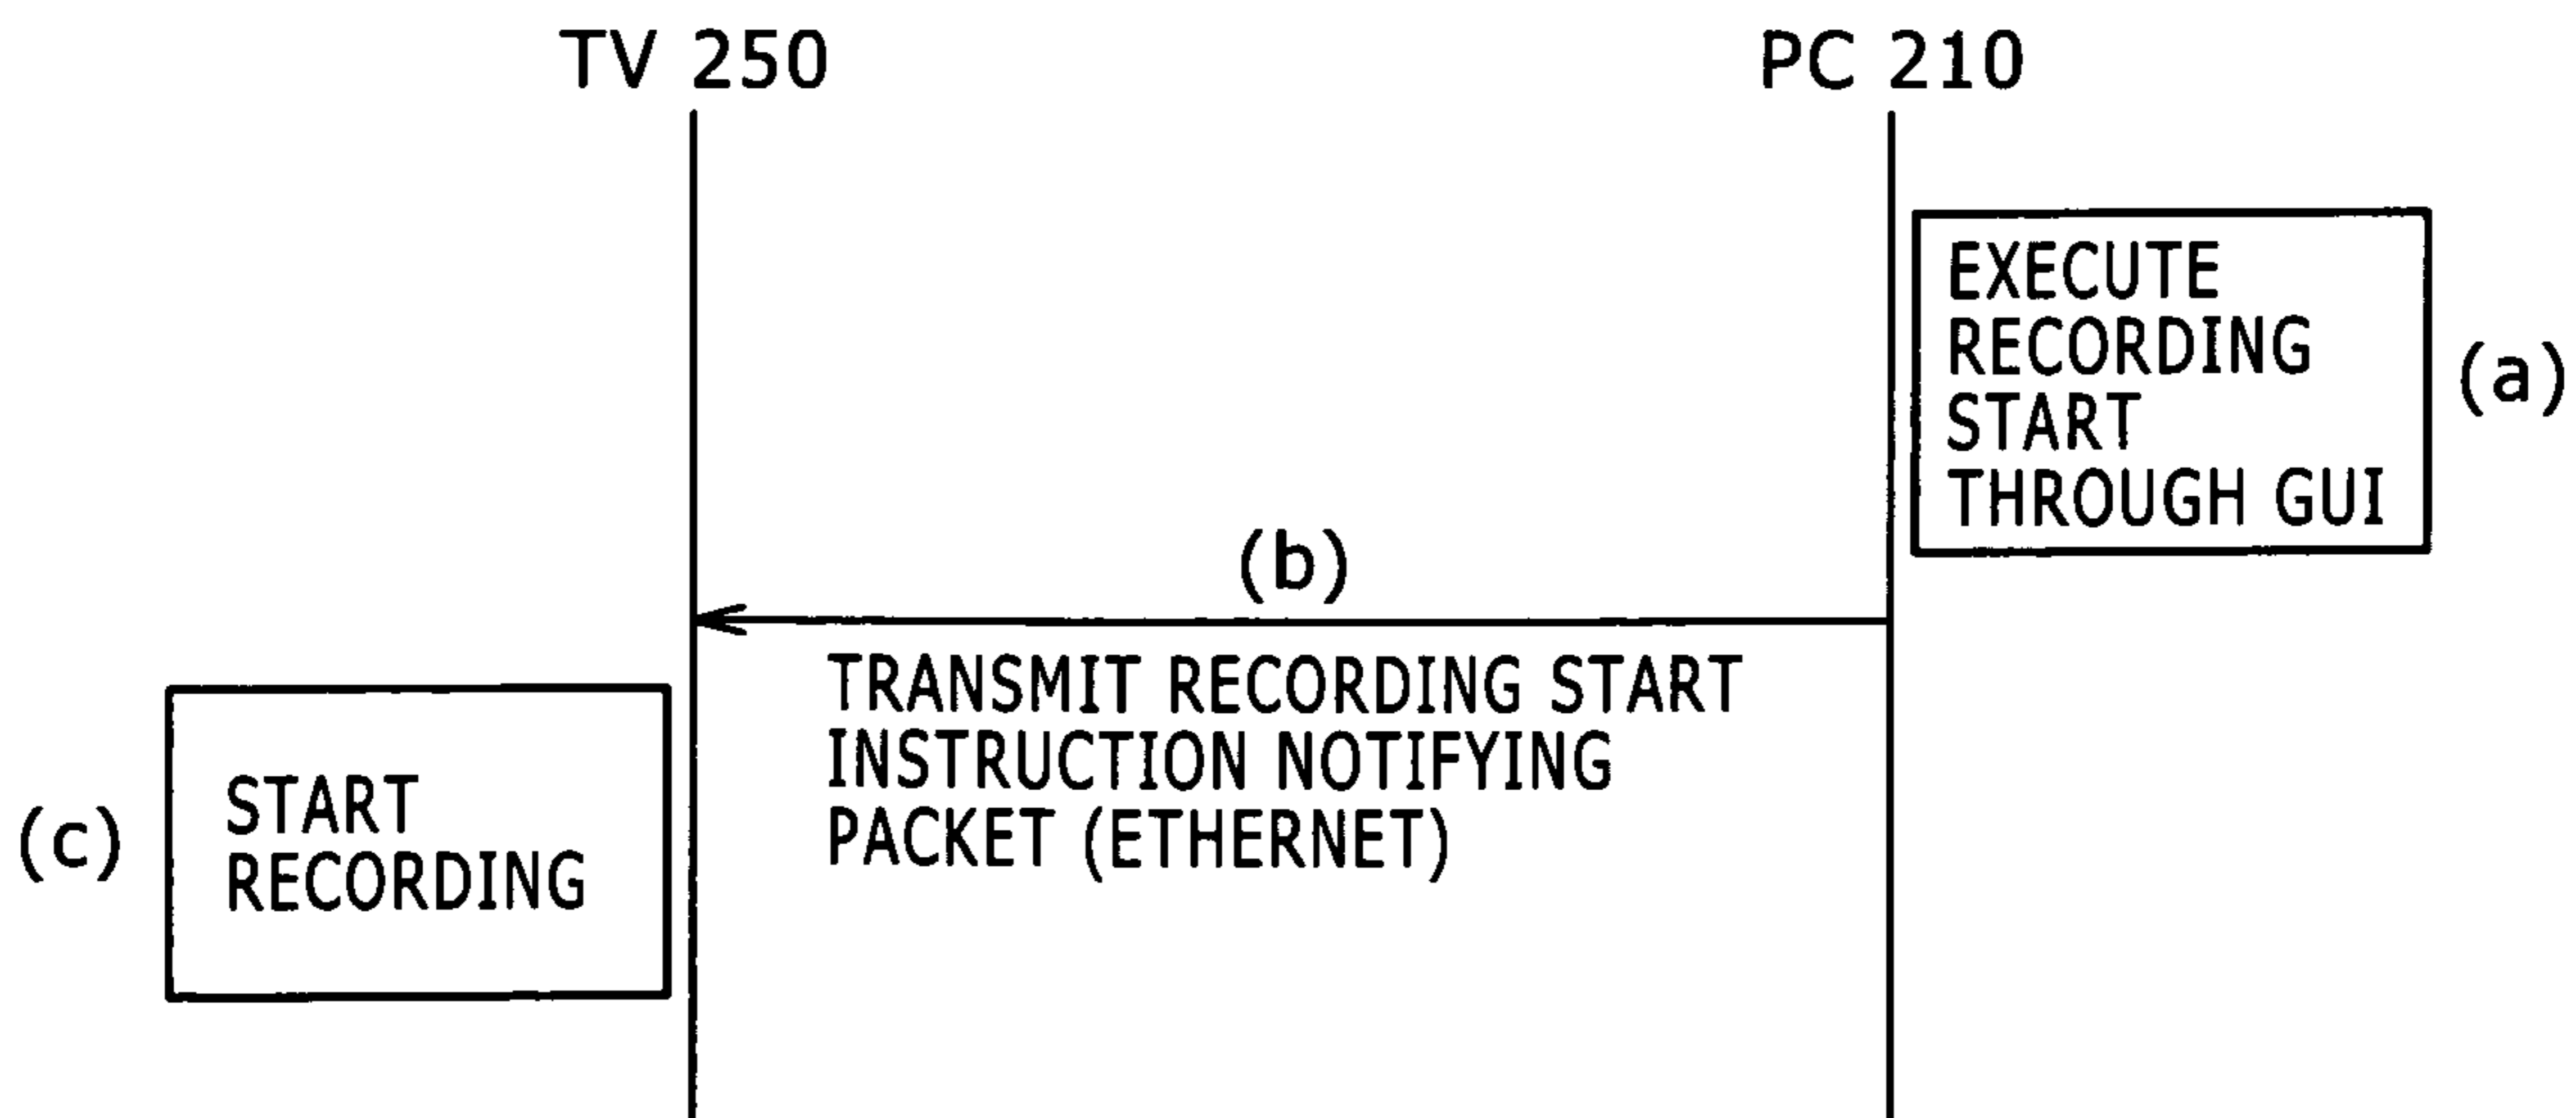 TV 250
PC 210
EXECUTE
RECORDING
START
THROUGH GUI
(a)
(b)
TRANSMIT RECORDING START
INSTRUCTION NOTIFYING
PACKET (ETHERNET)
(c)
START
RECORDING